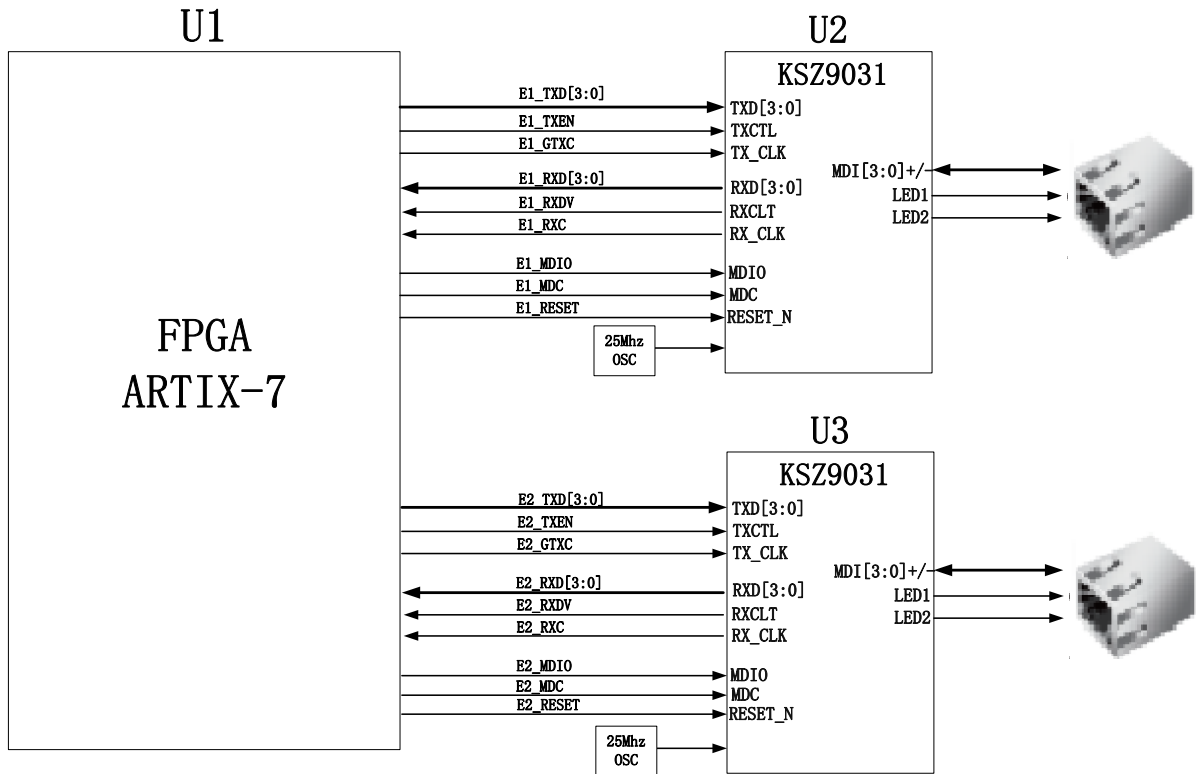 U1
FPGA
ARTIX-7
E1_TXD[3:0]
E1_TXEN
E1_GTXC
E1_RXD[3:0]
E1_RXDV
E1_RXC
E1_MDIO
E1_MDC
E1_RESET
25Mhz
OSC
U2
KSZ9031
TXD[3:0]
TXCTL
TX_CLK
RXD[3:0]
RXCLT
RX_CLK
MDIO
MDC
RESET_N
MDI[3:0]+/-
LED1
LED2
E2_TXD[3:0]
E2_TXEN
E2_GTXC
E2_RXD[3:0]
E2_RXDV
E2_RXC
E2_MDIO
E2_MDC
E2_RESET
25Mhz
OSC
U3
KSZ9031
TXD[3:0]
TXCTL
TX_CLK
RXD[3:0]
RXCLT
RX_CLK
MDIO
MDC
RESET_N
MDI[3:0]+/-
LED1
LED2